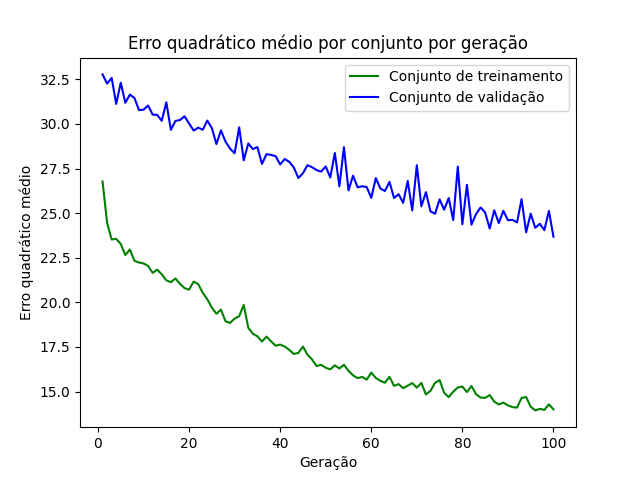 Erro quadrático médio por conjunto por geração
Conjunto de treinamento
Conjunto de validação
Erro quadrático médio
32.5
30.0
27.5
25.0
22.5
20.0
17.5
15.0
0
20
40
60
80
100
Geração